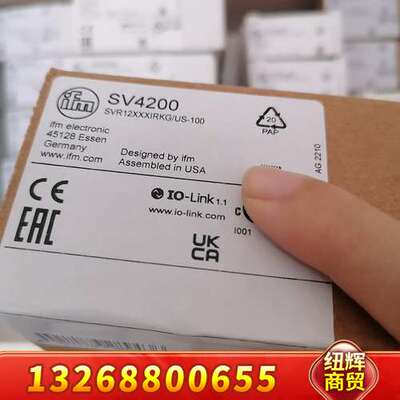 ifm
SV4200
SVR12XXXIRKG/US-100
ifm electronic
45128 Essen
Germany
www.ifm.com
Designed by ifm
Assembled in USA
20
PAP
AG 2210
CE
IO-Link 1.1
www.io-link.com
I001
EAC
UK
CA
13268800655
纽辉
商贸